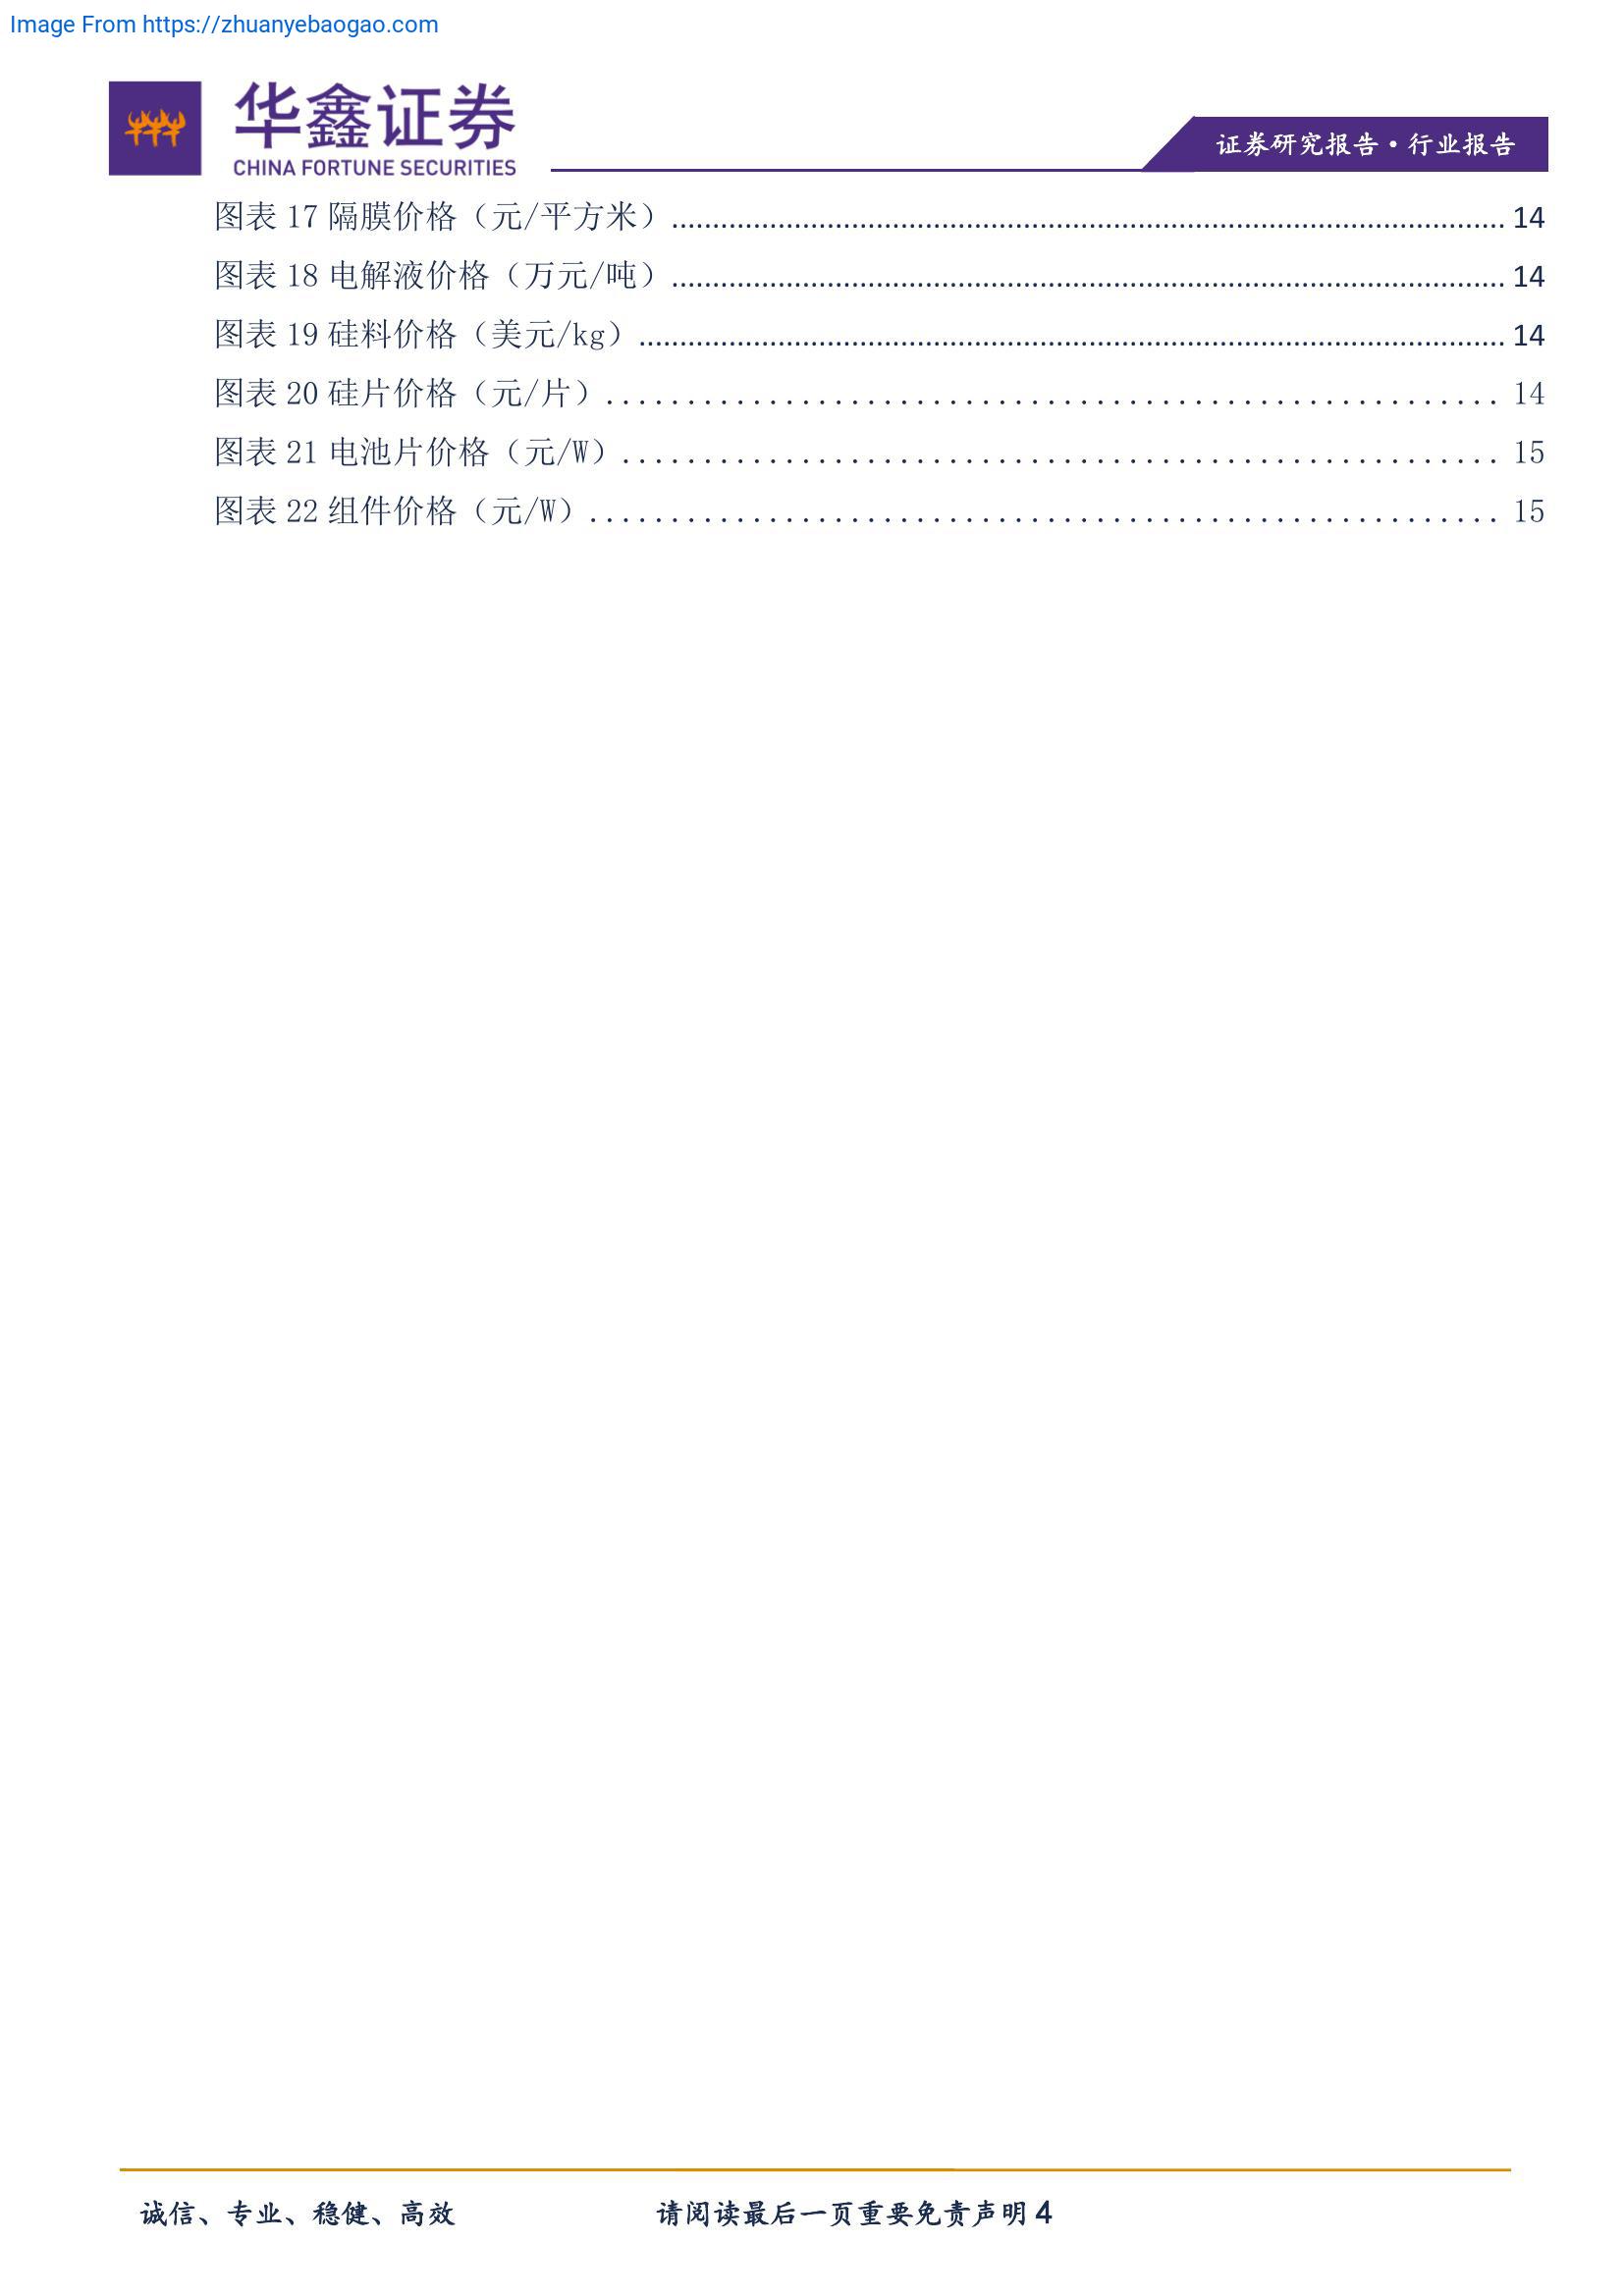 Image From https://zhuanyebaogao.com
华鑫证券
CHINA FORTUNE SECURITIES
证券研究报告·行业报告
图表 17 隔膜价格（元/平方米）........................................................................................................ 14
图表 18 电解液价格（万元/吨）........................................................................................................ 14
图表 19 硅料价格（美元/kg）............................................................................................................ 14
图表 20 硅片价格（元/片）....................................................... 14
图表 21 电池片价格（元/W）...................................................... 15
图表 22 组件价格（元/W）........................................................ 15
诚信、专业、稳健、高效
请阅读最后一页重要免责声明 4